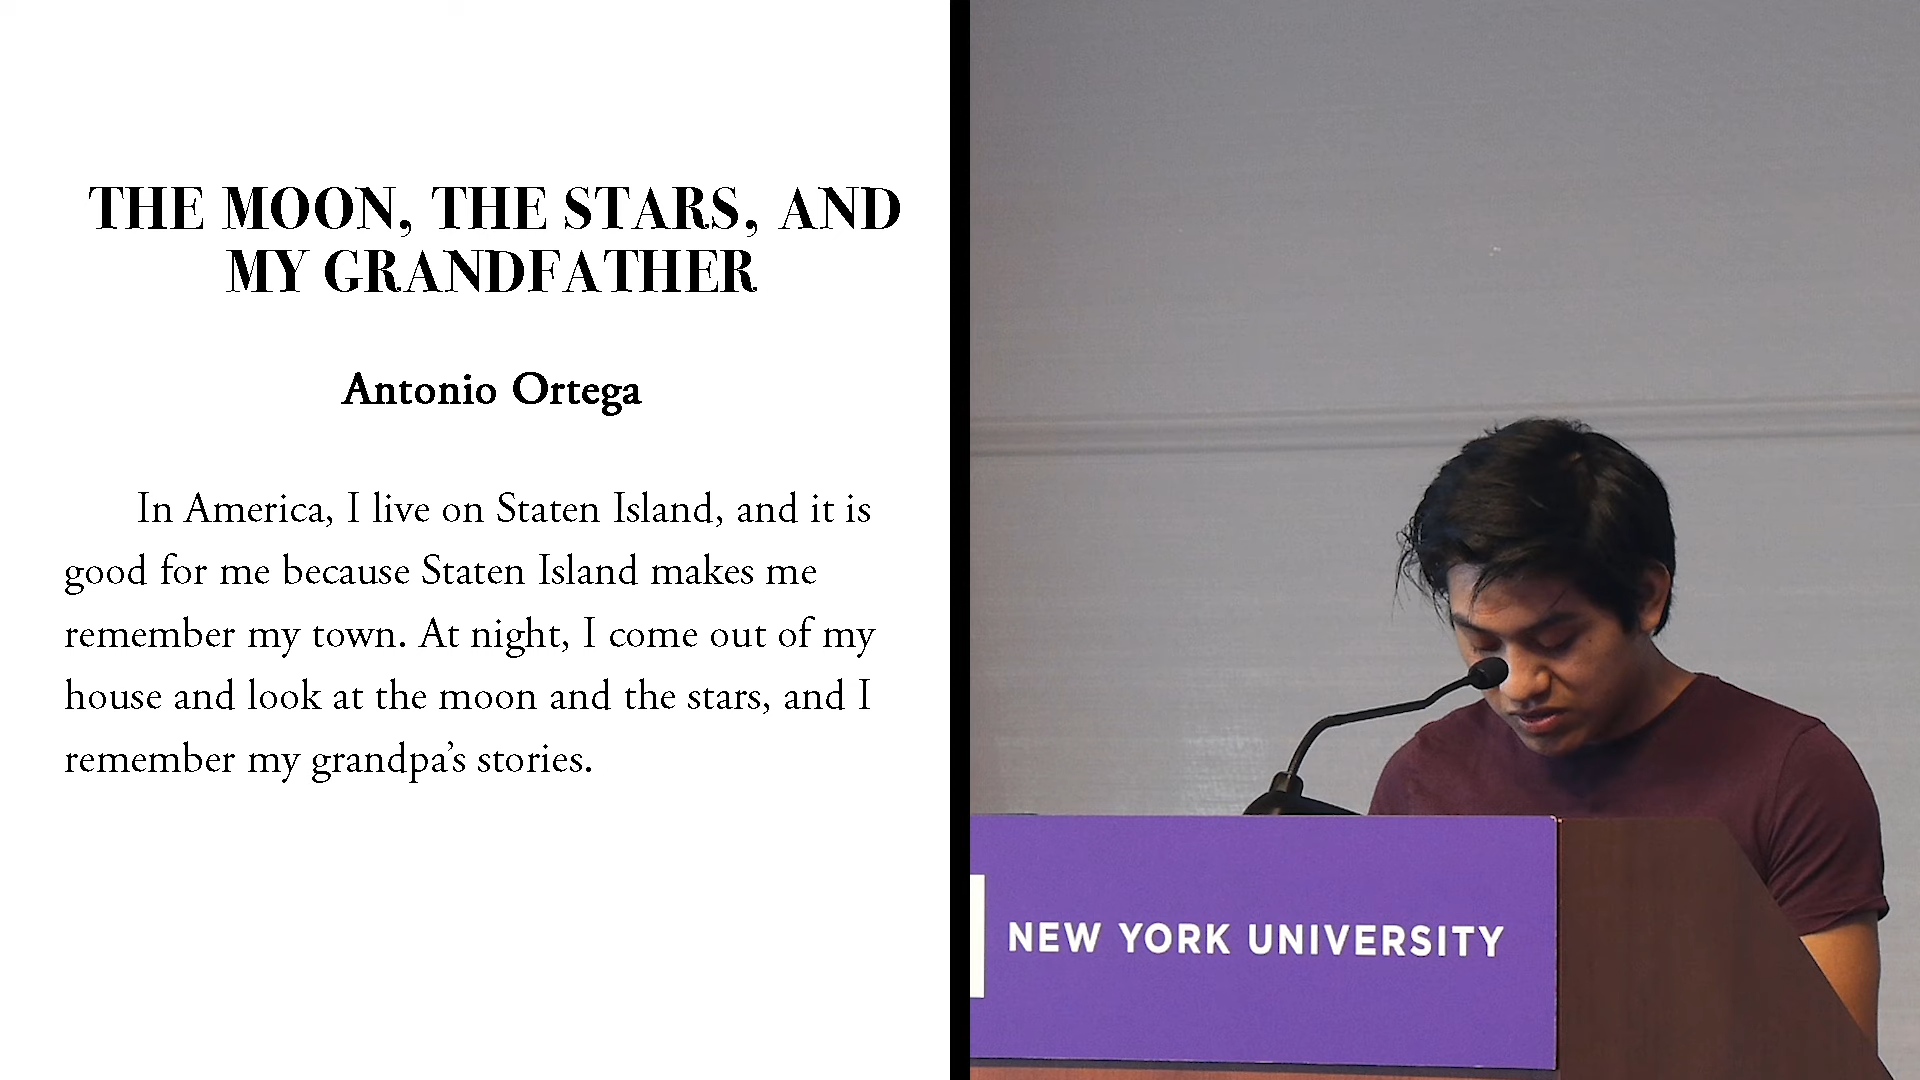 THE MOON, THE STARS, AND
MY GRANDFATHER
Antonio Ortega
In America, I live on Staten Island, and it is
good for me because Staten Island makes me
remember my town. At night, I come out of my
house and look at the moon and the stars, and I
remember my grandpa’s stories.
NEW YORK UNIVERSITY